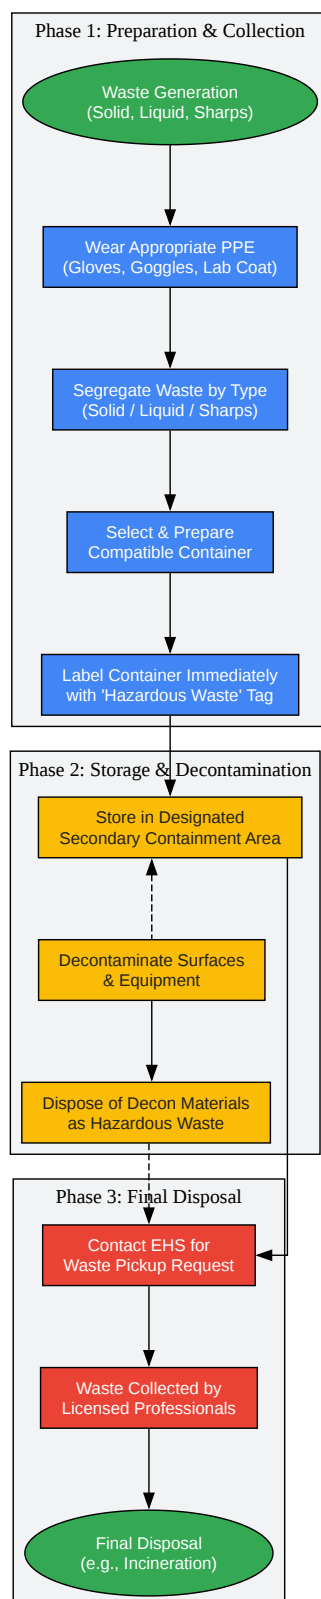 Phase 1: Preparation & Collection
Waste Generation
(Solid, Liquid, Sharps)
Wear Appropriate PPE
(Gloves, Goggles, Lab Coat)
Segregate Waste by Type
(Solid / Liquid / Sharps)
Select & Prepare
Compatible Container
Label Container Immediately
with 'Hazardous Waste' Tag
Phase 2: Storage & Decontamination
Store in Designated
Secondary Containment Area
Decontaminate Surfaces
& Equipment
Dispose of Decon Materials
as Hazardous Waste
Phase 3: Final Disposal
Contact EHS for
Waste Pickup Request
Waste Collected by
Licensed Professionals
Final Disposal
(e.g., Incineration)